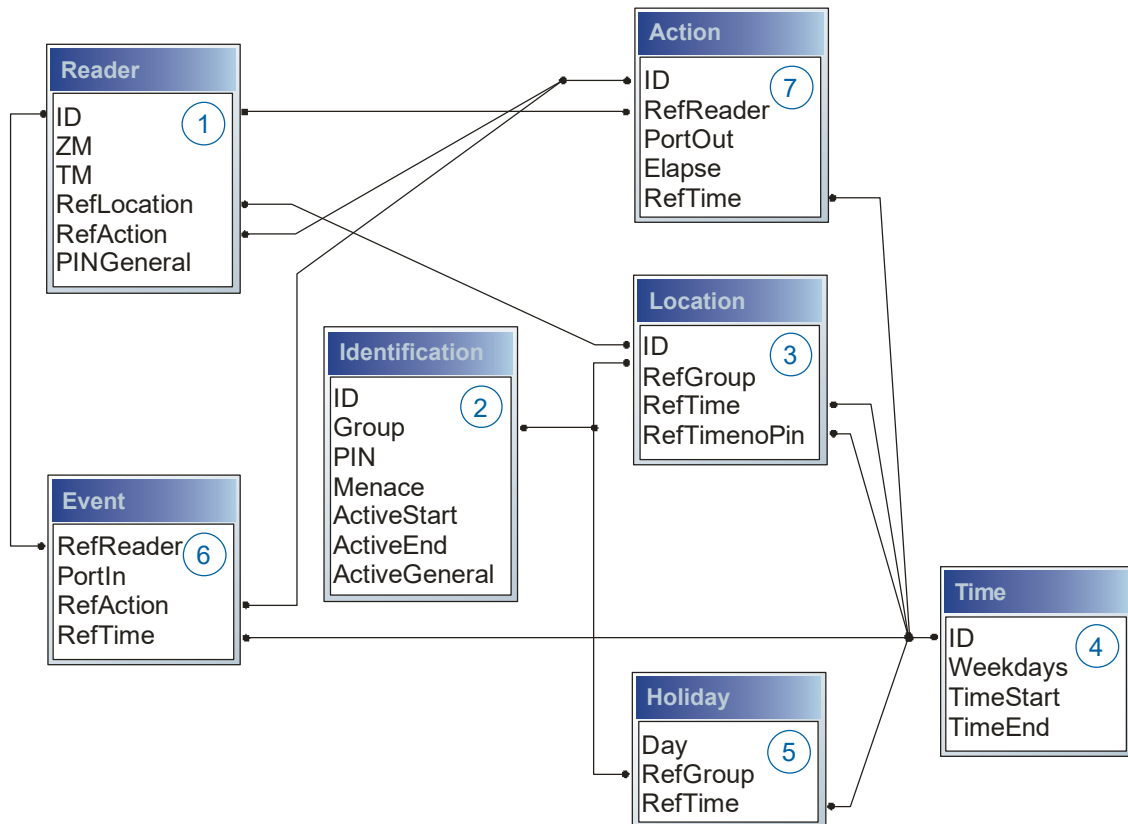 Reader
1
ID
ZM
TM
RefLocation
RefAction
PINGeneral
Action
7
ID
RefReader
PortOut
Elapse
RefTime
Identification
2
ID
Group
PIN
Menace
ActiveStart
ActiveEnd
ActiveGeneral
Location
3
ID
RefGroup
RefTime
RefTimenoPin
Event
6
RefReader
PortIn
RefAction
RefTime
Time
4
ID
Weekdays
TimeStart
TimeEnd
Holiday
5
Day
RefGroup
RefTime